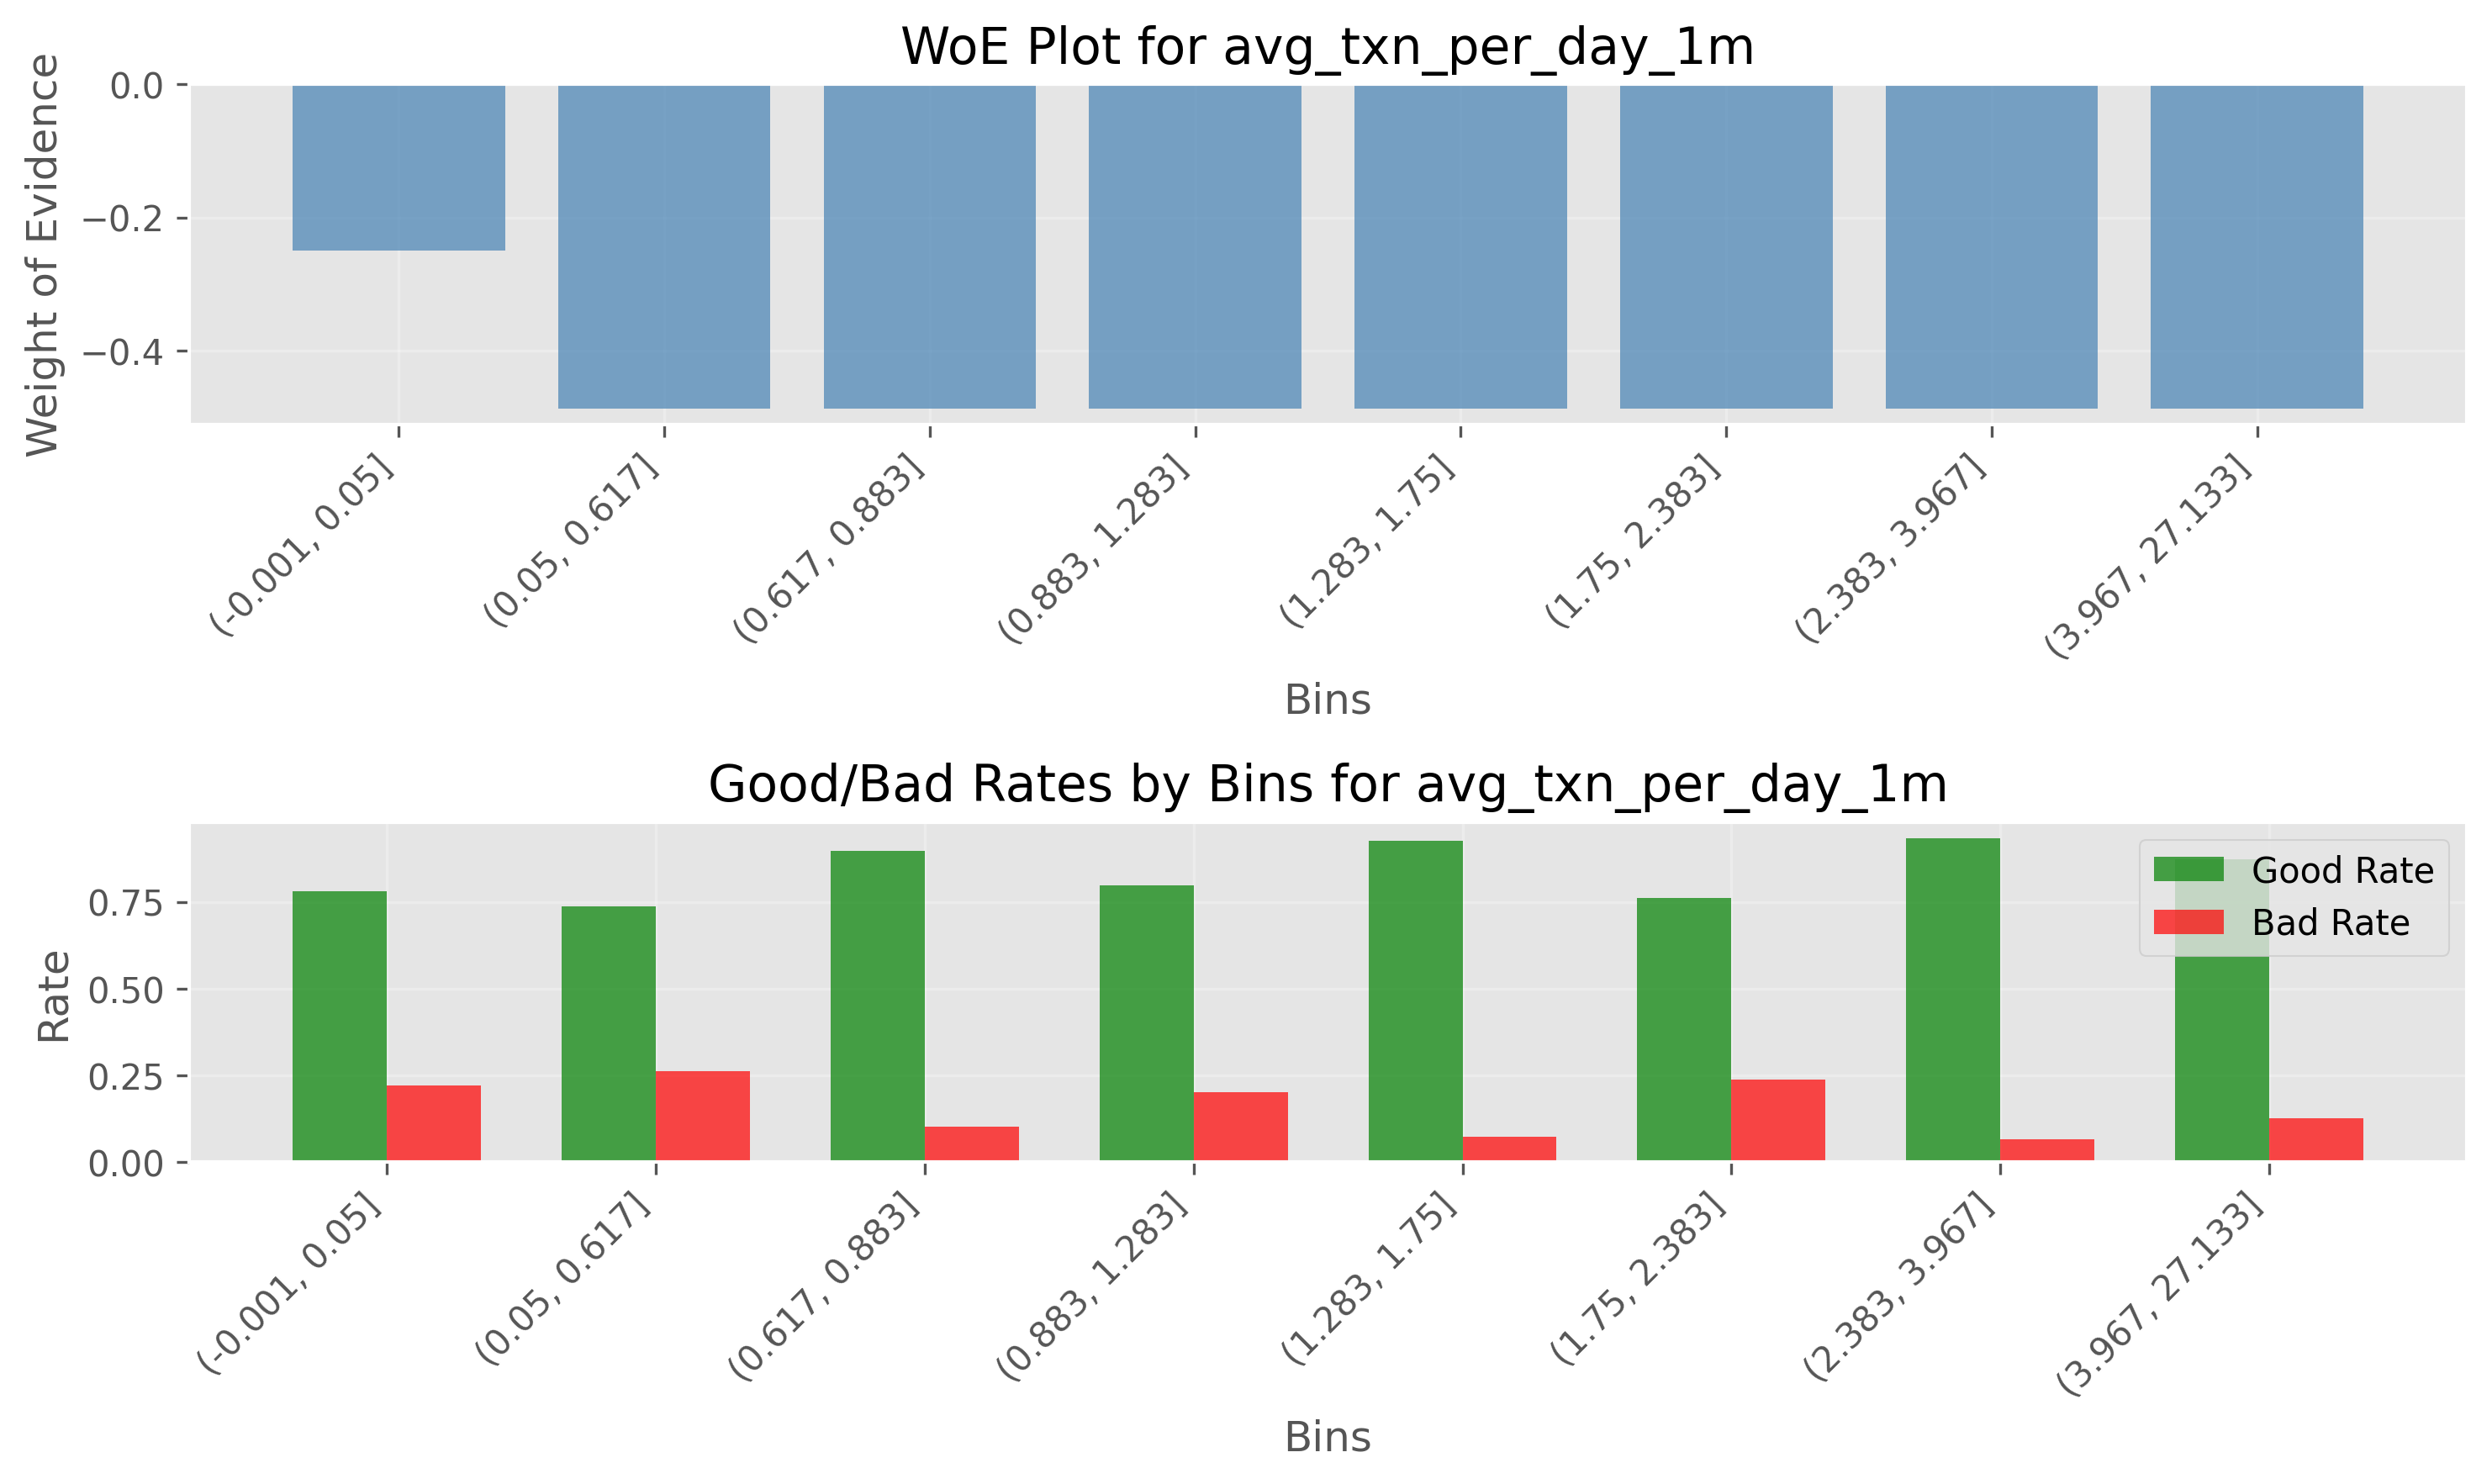 WoE Plot for avg_txn_per_day_1m
Weight of Evidence
0.0
−0.2
−0.4
(-0.001, 0.05]
(0.05, 0.617]
(0.617, 0.883]
(0.883, 1.283]
(1.283, 1.75]
(1.75, 2.383]
(2.383, 3.967]
(3.967, 27.133]
Bins
Good/Bad Rates by Bins for avg_txn_per_day_1m
Rate
0.75
0.50
0.25
0.00
Good Rate
Bad Rate
(-0.001, 0.05]
(0.05, 0.617]
(0.617, 0.883]
(0.883, 1.283]
(1.283, 1.75]
(1.75, 2.383]
(2.383, 3.967]
(3.967, 27.133]
Bins